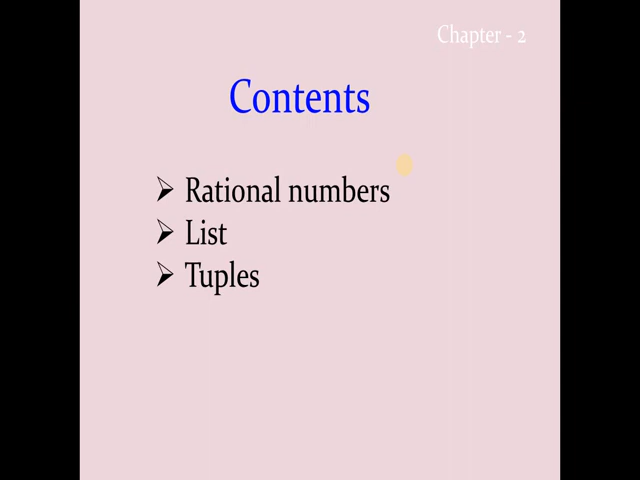 Chapter - 2
Contents
➢ Rational numbers
➢ List
➢ Tuples